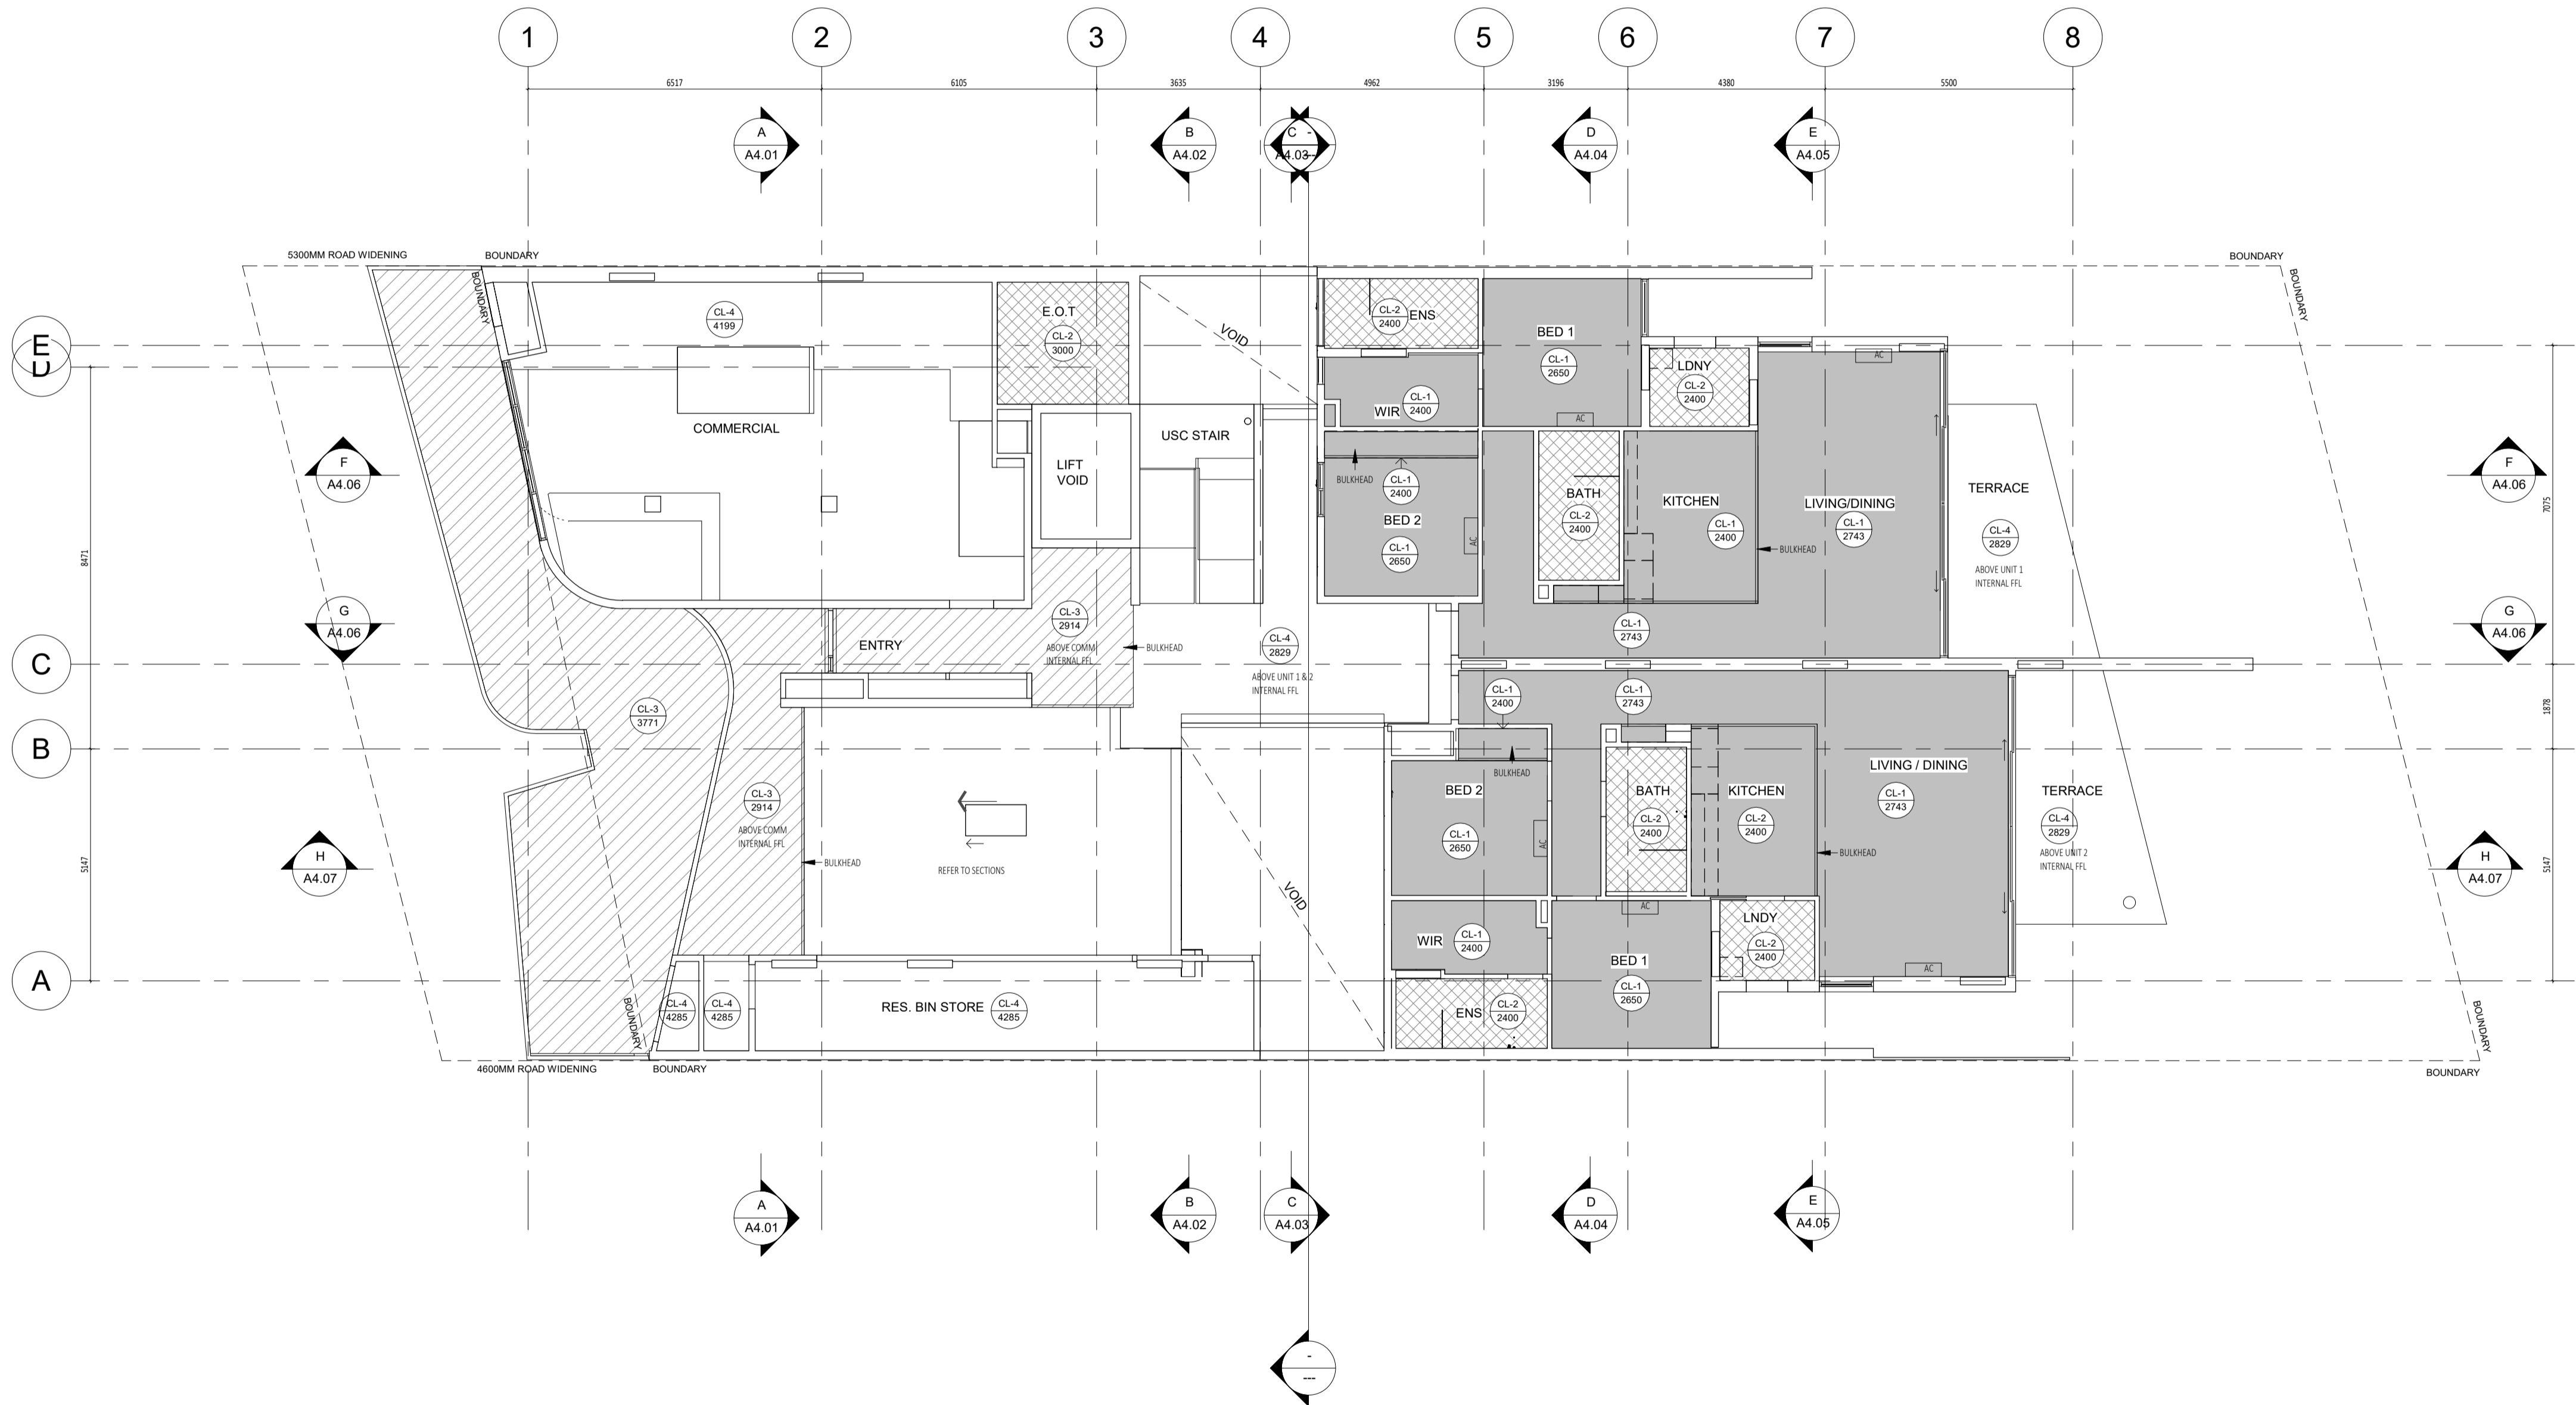 1
2
3
4
5
6
7
8
6517
6105
3635
4962
3196
4380
5500
A
A4.01
B
A4.02
C
A4.03
-
---
D
A4.04
E
A4.05
5300MM ROAD WIDENING
BOUNDARY
BOUNDARY
BOUNDARY
BOUNDARY
E
D
CL-4
4199
E.O.T
CL-2
3000
VOID
CL-2
2400
ENS
BED 1
CL-1
2650
AC
LDNY
CL-2
2400
AC
WIR
CL-1
2400
COMMERCIAL
LIFT
VOID
USC STAIR
BULKHEAD
CL-1
2400
BED 2
CL-1
2650
AC
BATH
CL-2
2400
KITCHEN
CL-1
2400
BULKHEAD
LIVING/DINING
CL-1
2743
TERRACE
CL-4
2829
ABOVE UNIT 1
INTERNAL FFL
F
A4.06
F
A4.06
7075
8471
G
A4.06
G
A4.06
C
ENTRY
CL-3
2914
ABOVE COMM
INTERNAL FFL
BULKHEAD
CL-4
2829
ABOVE UNIT 1 & 2
INTERNAL FFL
CL-1
2743
CL-1
2400
CL-1
2743
1878
CL-3
3771
B
BULKHEAD
BED 2
CL-1
2650
AC
BATH
CL-2
2400
KITCHEN
CL-2
2400
BULKHEAD
LIVING / DINING
CL-1
2743
TERRACE
CL-4
2829
ABOVE UNIT 2
INTERNAL FFL
CL-3
2914
ABOVE COMM
INTERNAL FFL
BULKHEAD
REFER TO SECTIONS
VOID
H
A4.07
H
A4.07
5147
5147
AC
LNDY
CL-2
2400
WIR
CL-1
2400
BED 1
CL-1
2650
AC
A
CL-4
4285
CL-4
4285
RES. BIN STORE
CL-4
4285
ENS
CL-2
2400
BOUNDARY
BOUNDARY
4600MM ROAD WIDENING
BOUNDARY
BOUNDARY
A
A4.01
B
A4.02
C
A4.03
D
A4.04
E
A4.05
-
---